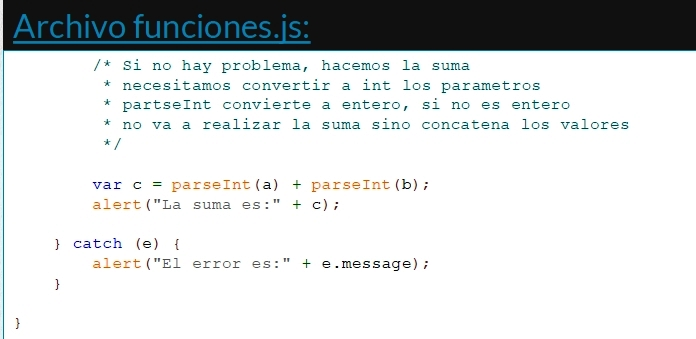 Archivo funciones.js:
/* Si no hay problema, hacemos la suma
* necesitamos convertir a int los parametros
* partseInt convierte a entero, si no es entero
* no va a realizar la suma sino concatena los valores
*/
var c = parseInt(a) + parseInt(b);
alert("La suma es:" + c);
} catch (e) {
alert("El error es:" + e.message);
}
}